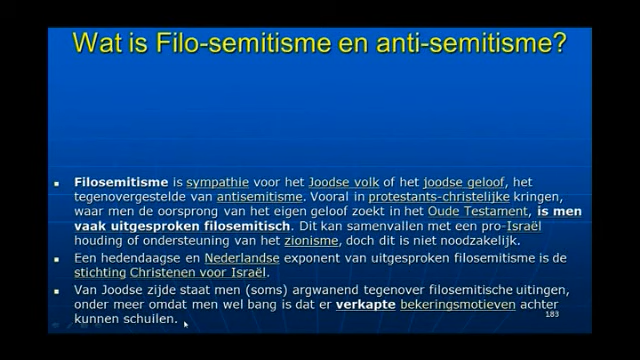 Wat is Filo-semitisme en anti-semitisme?
Filosemitisme is sympathie voor het Joodse volk of het joodse geloof, het
tegenovergestelde van antisemitisme. Vooral in protestants-christelijke kringen,
waar men de oorsprong van het eigen geloof zoekt in het Oude Testament, is men
vaak uitgesproken filosemitisch. Dit kan samenvallen met een pro-Israël
houding of ondersteuning van het zionisme, doch dit is niet noodzakelijk.
Een hedendaagse en Nederlandse exponent van uitgesproken filosemitisme is de
stichting Christenen voor Israël.
Van Joodse zijde staat men (soms) argwanend tegenover filosemitische uitingen,
onder meer omdat men wel bang is dat er verkapte bekeringsmotieven achter
kunnen schuilen.
183